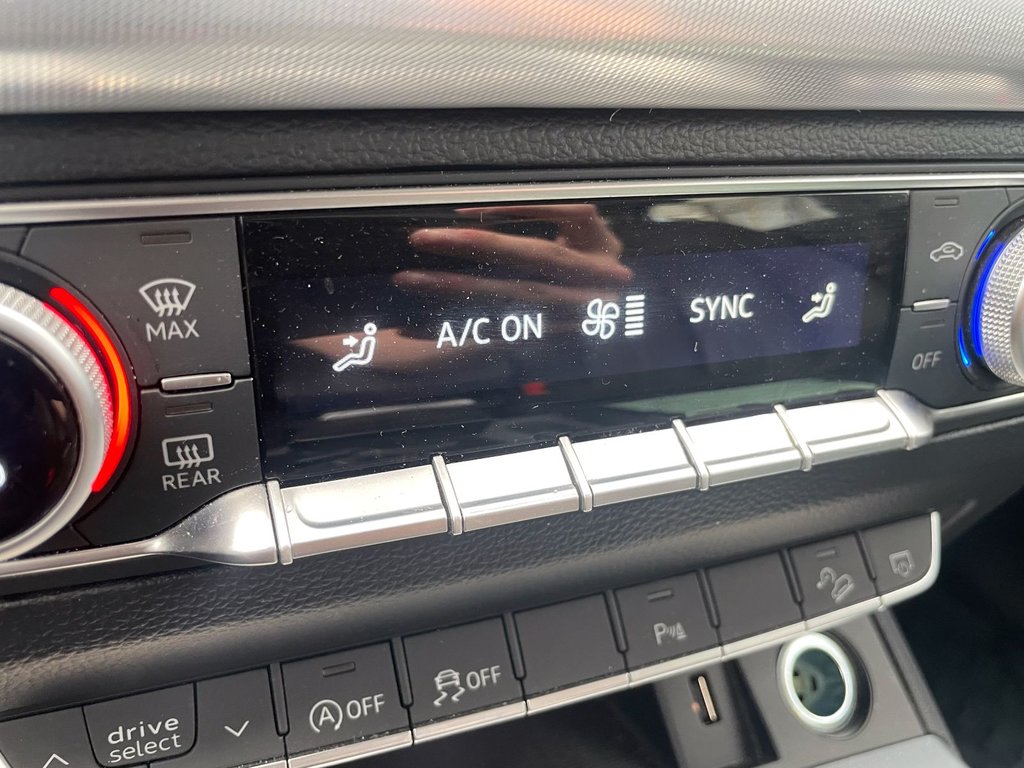 MAX
A/C ON
SYNC
OFF
REAR
drive
select
A OFF
OFF
P